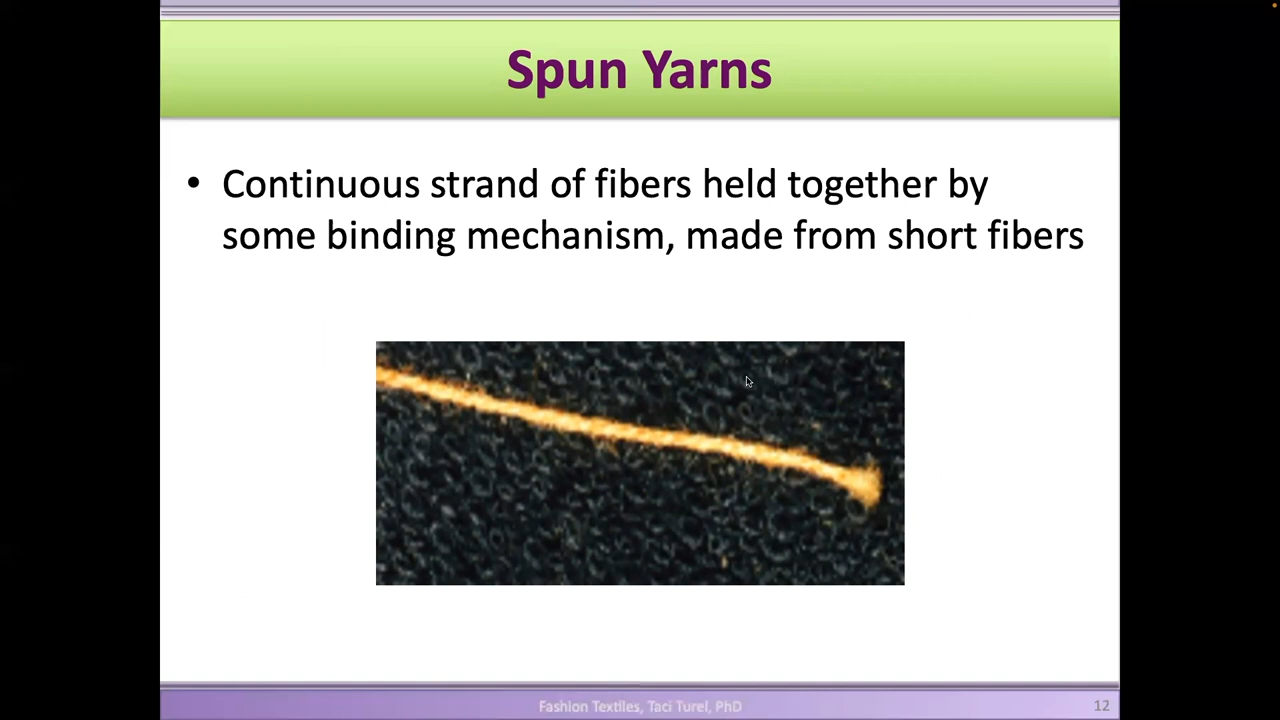 Spun Yarns
• Continuous strand of fibers held together by
some binding mechanism, made from short fibers
Fashion Textiles, Taci Turel, PhD
12